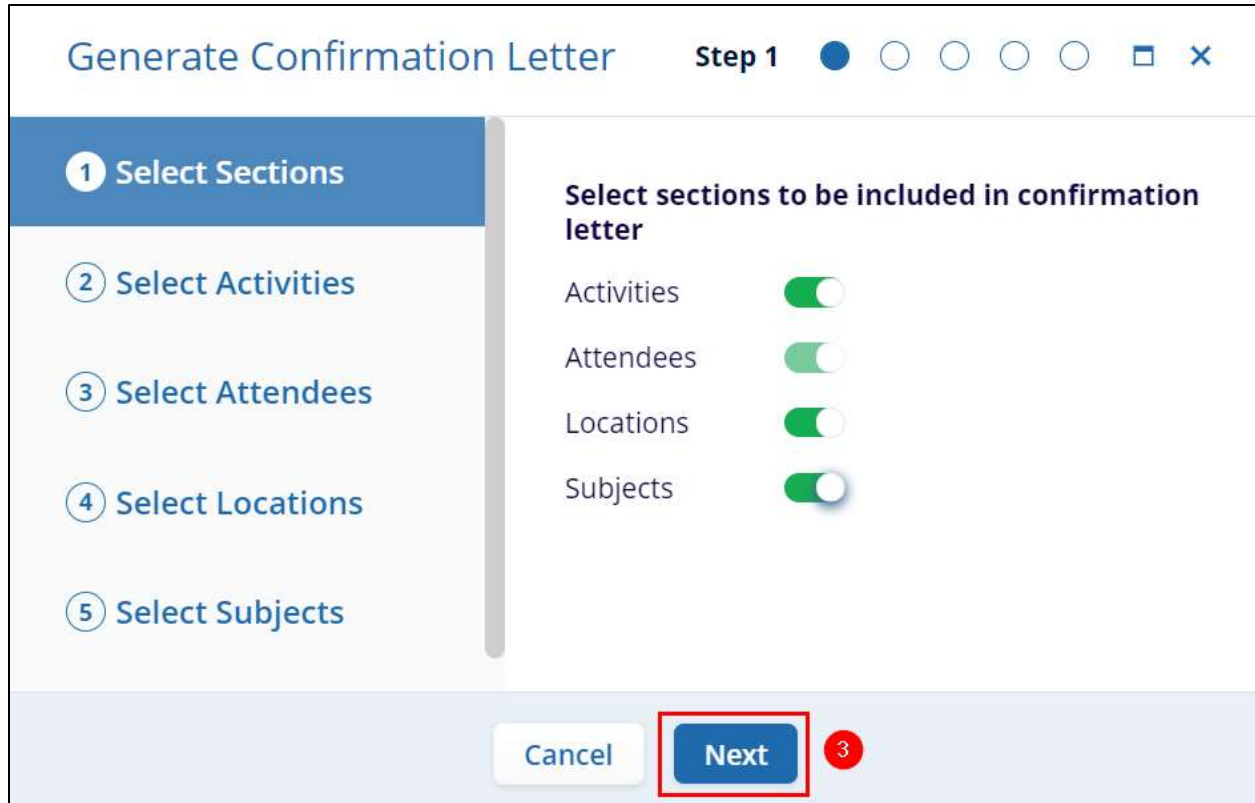 Generate Confirmation Letter Step 1
1 Select Sections
2 Select Activities
3 Select Attendees
4 Select Locations
5 Select Subjects
Select sections to be included in confirmation
letter
Activities
Attendees
Locations
Subjects
Cancel Next 3